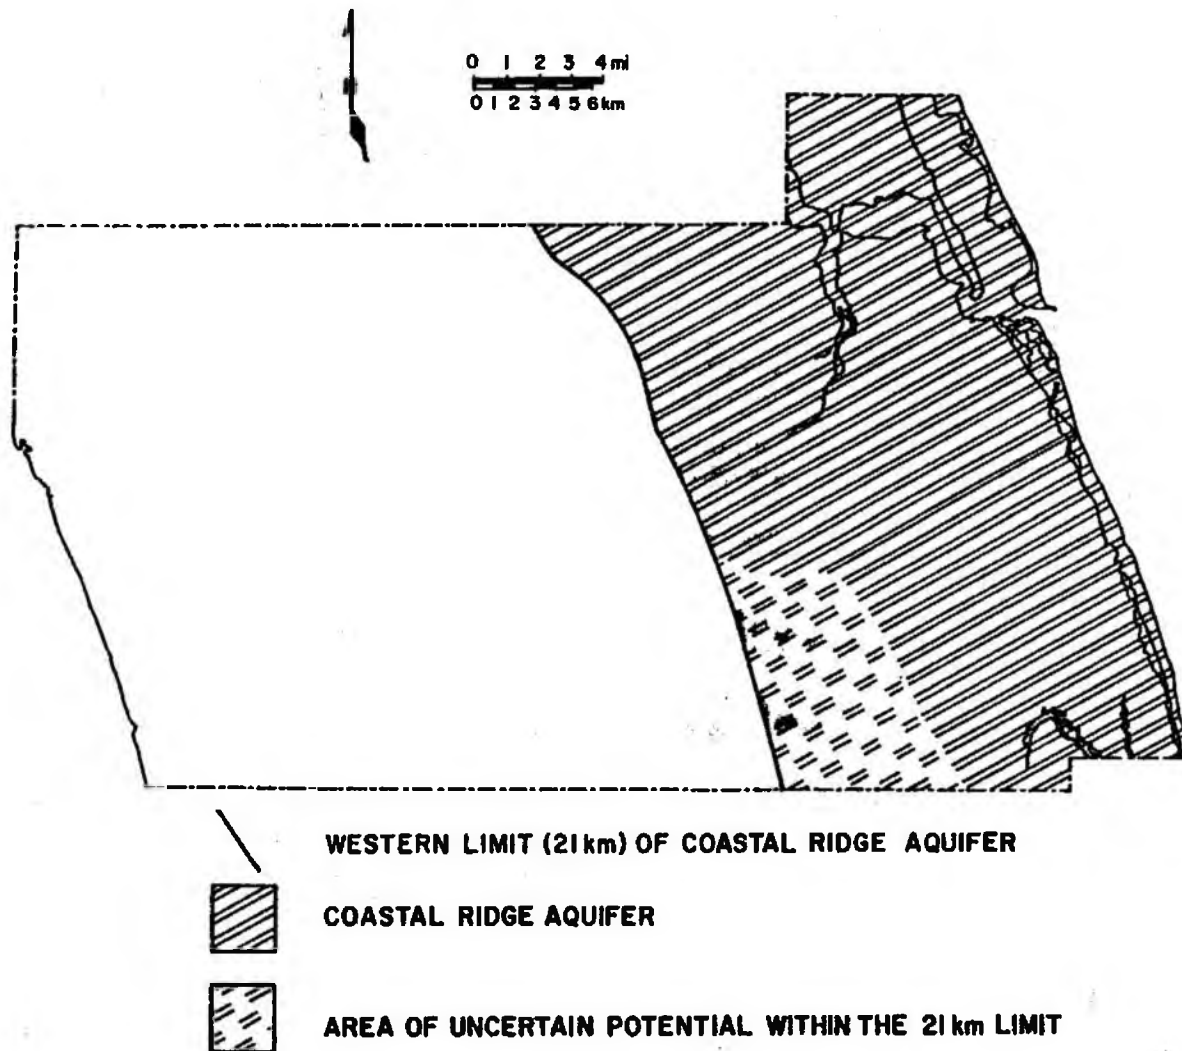 0 1 2 3 4 mi
0 1 2 3 4 5 6 km
WESTERN LIMIT (21 km) OF COASTAL RIDGE AQUIFER
COASTAL RIDGE AQUIFER
AREA OF UNCERTAIN POTENTIAL WITHIN THE 21 km LIMIT